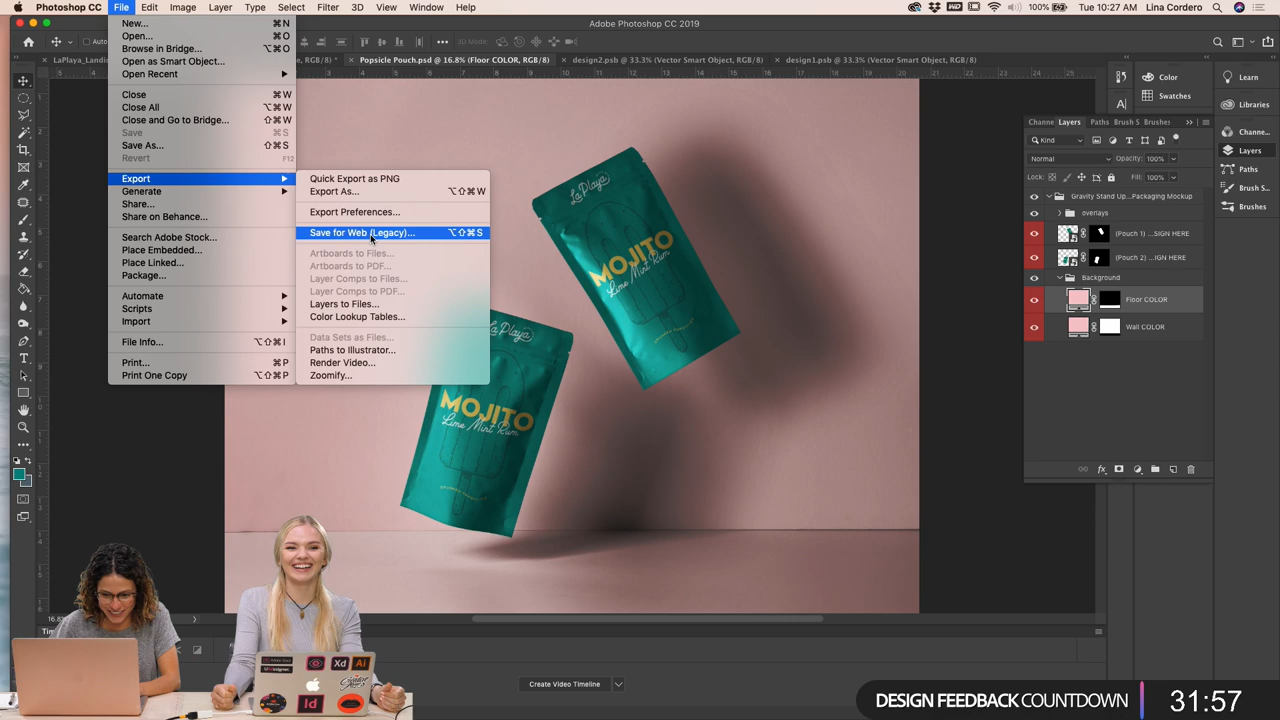 Photoshop CC File Edit Image Layer Type Select Filter 3D View Window Help
100% Tue 10:27 AM Lina Cordero
Adobe Photoshop CC 2019
3D Mode:
Popsicle Pouch.psd @ 16.8% (Floor COLOR, RGB/8)
design2.psb @ 33.3% (Vector Smart Object, RGB/8)
design1.psb @ 33.3% (Vector Smart Object, RGB/8)
New... ⌘N
Open... ⌘O
Browse in Bridge... ⌥⌘O
Open as Smart Object...
Open Recent
Close ⌘W
Close All ⌥⌘W
Close and Go to Bridge... ⇧⌘W
Save ⌘S
Save As... ⇧⌘S
Revert F12
Export
Generate
Share...
Share on Behance...
Search Adobe Stock...
Place Embedded...
Place Linked...
Package...
Automate
Scripts
Import
File Info... ⌥⇧⌘I
Print... ⌘P
Print One Copy ⌥⇧⌘P
Quick Export as PNG
Export As... ⌥⇧⌘W
Export Preferences...
Save for Web (Legacy)... ⌥⇧⌘S
Artboards to Files...
Artboards to PDF...
Layer Comps to Files...
Layer Comps to PDF...
Layers to Files...
Color Lookup Tables...
Data Sets as Files...
Paths to Illustrator...
Render Video...
Zoomify...
La Playa
MOJITO
Lime Mint Rum
La Playa
MOJITO
Lime Mint Rum
Color
Swatches
Learn
Libraries
Channe...
Layers
Paths
Brush S...
Brushes
Channe Layers Paths Brush S Brushes
Kind
Normal Opacity: 100%
Lock: Fill: 100%
Gravity Stand Up...Packaging Mockup
overlays
(Pouch 1) ...SIGN HERE
(Pouch 2) ...IGN HERE
Background
Floor COLOR
Wall COLOR
Create Video Timeline
Xd Ai
Id
DESIGN FEEDBACK COUNTDOWN 31:57